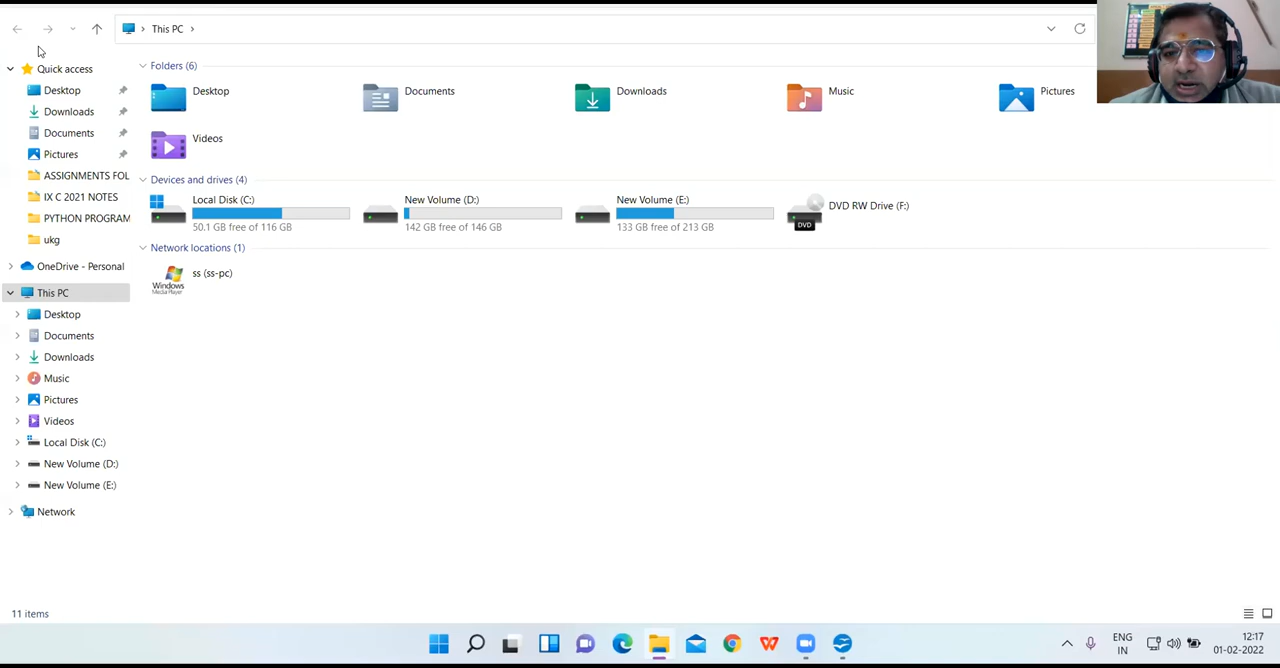 This PC
Quick access
Desktop
Downloads
Documents
Pictures
ASSIGNMENTS FOL
IX C 2021 NOTES
PYTHON PROGRAM
ukg
OneDrive - Personal
This PC
Desktop
Documents
Downloads
Music
Pictures
Videos
Local Disk (C:)
New Volume (D:)
New Volume (E:)
Network
Folders (6)
Desktop
Documents
Downloads
Music
Pictures
Videos
Devices and drives (4)
Local Disk (C:)
50.1 GB free of 116 GB
New Volume (D:)
142 GB free of 146 GB
New Volume (E:)
133 GB free of 213 GB
DVD RW Drive (F:)
DVD
Network locations (1)
ss (ss-pc)
Windows
Media Player
11 items
ENG
IN
12:17
01-02-2022